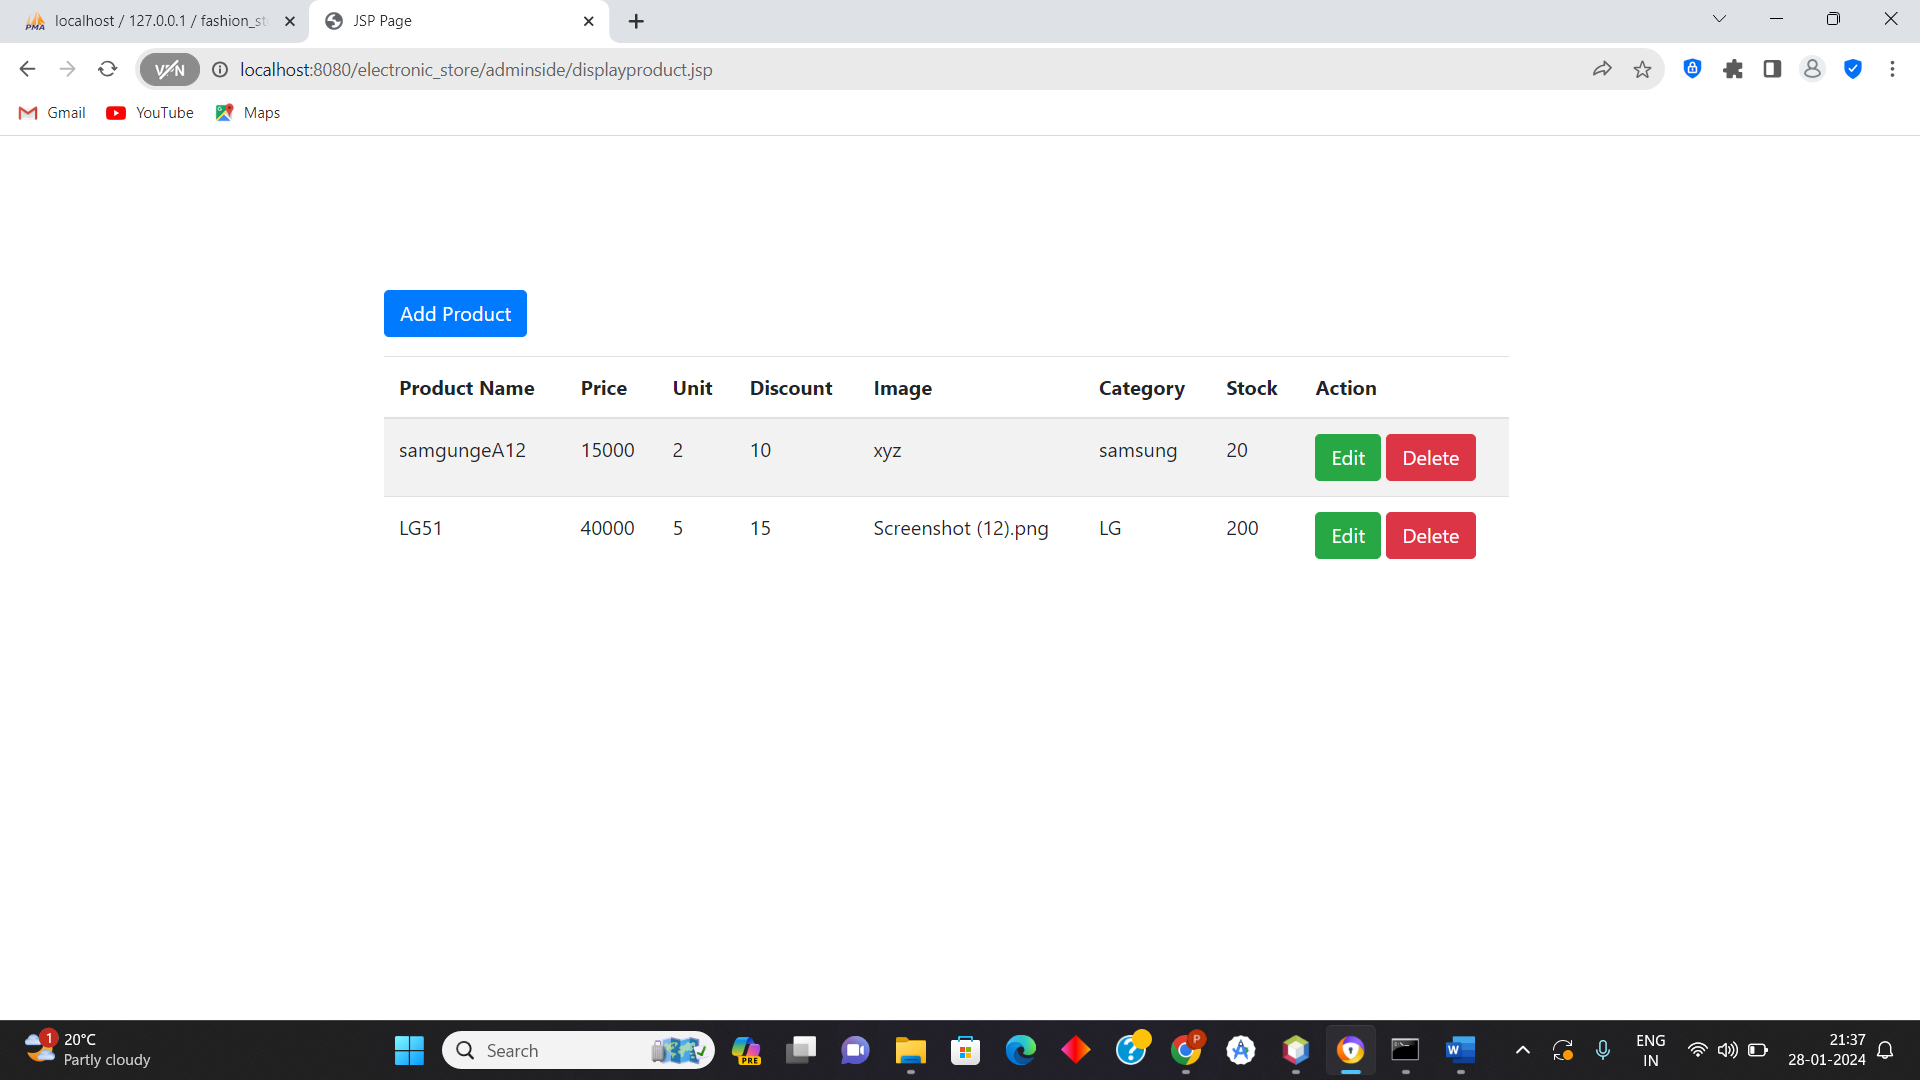 localhost / 127.0.0.1 / fashion_st
JSP Page
VPN
localhost:8080/electronic_store/adminside/displayproduct.jsp
Gmail
YouTube
Maps
Add Product
Product Name Price Unit Discount Image Category Stock Action
samgungeA12 15000 2 10 xyz samsung 20 Edit Delete
LG51 40000 5 15 Screenshot (12).png LG 200 Edit Delete
1
20°C
Partly cloudy
Search
PRE
P
W
ENG
IN
21:37
28-01-2024